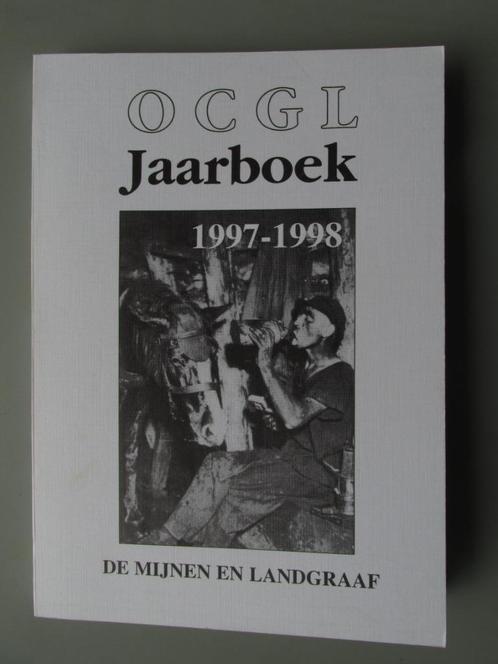 OCGL
Jaarboek
1997-1998
DE MIJNEN EN LANDGRAAF